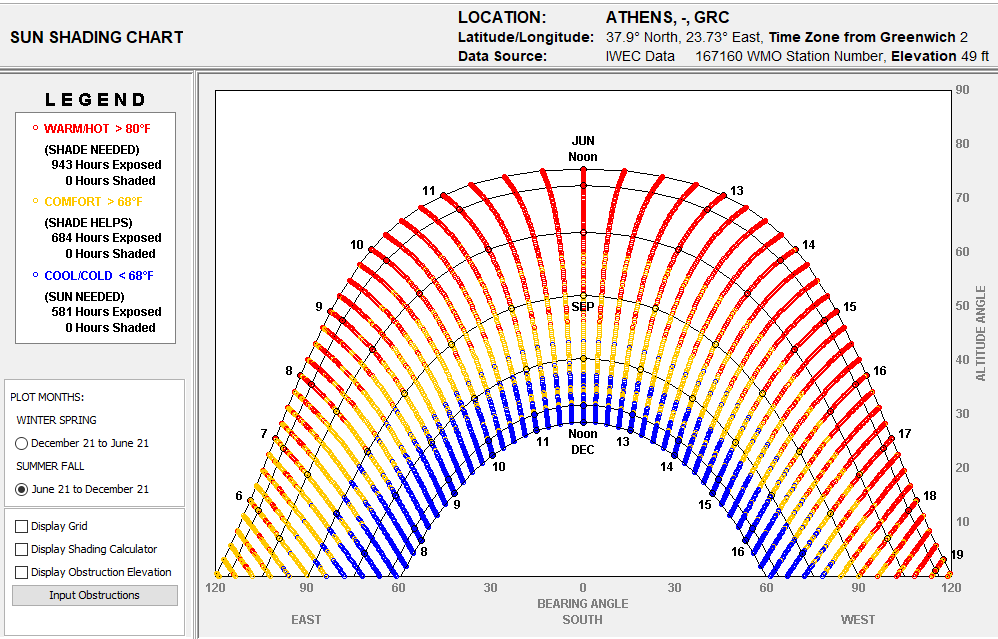 SUN SHADING CHART
LOCATION: ATHENS, -, GRC
Latitude/Longitude: 37.9° North, 23.73° East, Time Zone from Greenwich 2
Data Source: IWEC Data 167160 WMO Station Number, Elevation 49 ft
LEGEND
WARM/HOT > 80°F
(SHADE NEEDED)
943 Hours Exposed
0 Hours Shaded
COMFORT > 68°F
(SHADE HELPS)
684 Hours Exposed
0 Hours Shaded
COOL/COLD < 68°F
(SUN NEEDED)
581 Hours Exposed
0 Hours Shaded
PLOT MONTHS:
WINTER SPRING
December 21 to June 21
SUMMER FALL
June 21 to December 21
Display Grid
Display Shading Calculator
Display Obstruction Elevation
Input Obstructions
90
80
70
60
50
40
30
20
10
ALTITUDE ANGLE
JUN
Noon
11
13
10
14
9
15
8
16
7
17
6
18
19
SEP
Noon
DEC
11
13
10
14
9
15
8
16
120 90 60 30 0 30 60 90 120
BEARING ANGLE
EAST SOUTH WEST